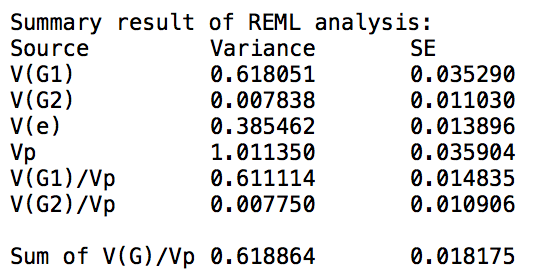 Summary result of REML analysis:
Source Variance SE
V(G1) 0.618051 0.035290
V(G2) 0.007838 0.011030
V(e) 0.385462 0.013896
Vp 1.011350 0.035904
V(G1)/Vp 0.611114 0.014835
V(G2)/Vp 0.007750 0.010906
Sum of V(G)/Vp 0.618864 0.018175